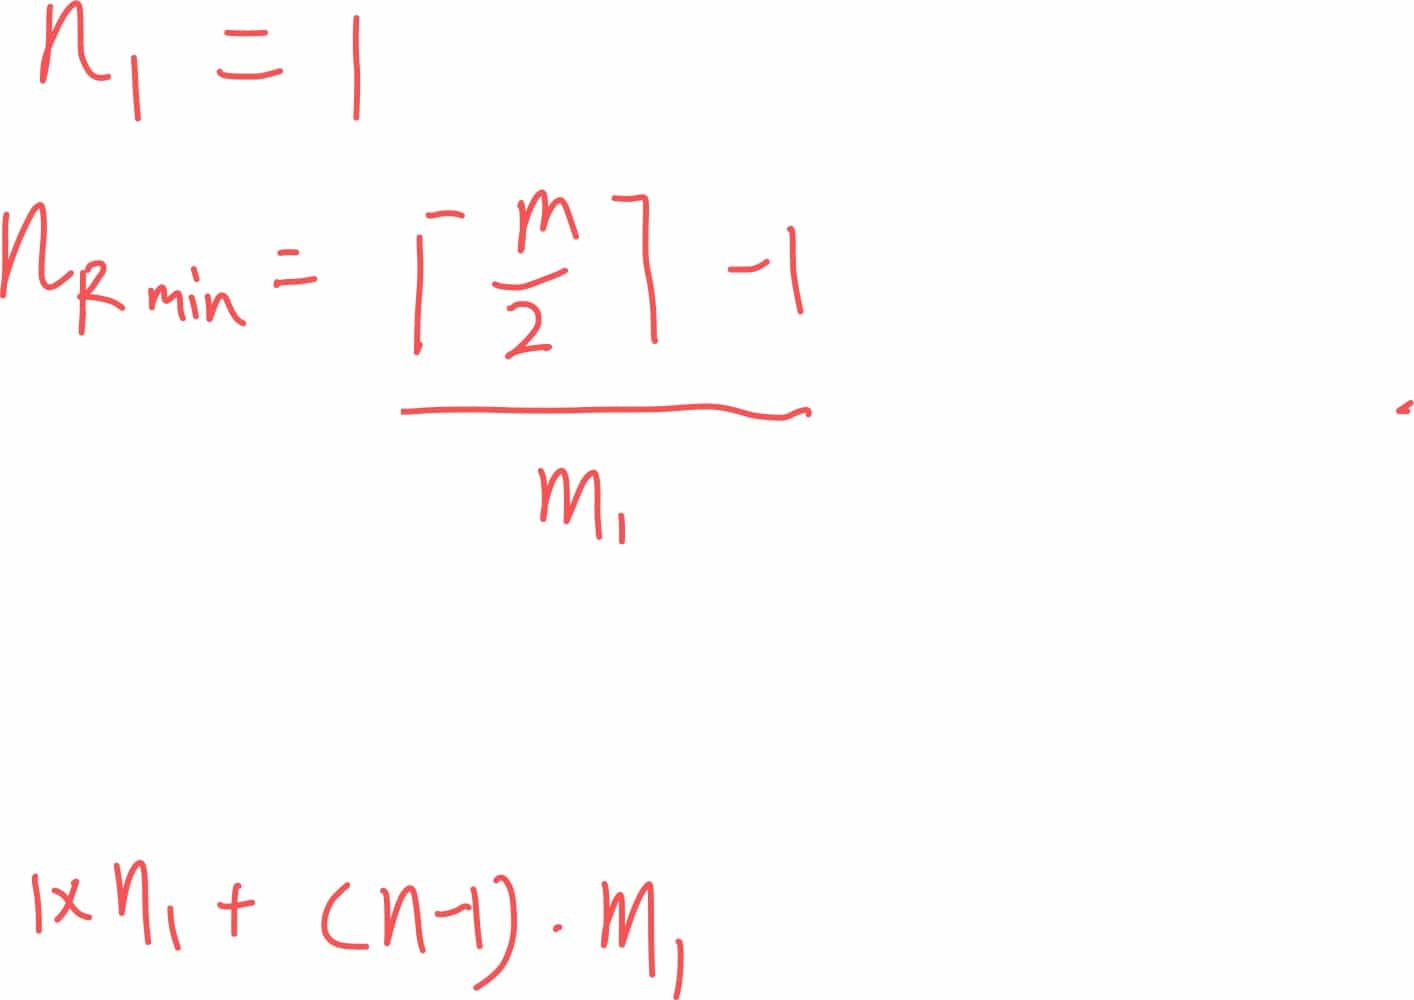 n₁ = 1
n_R min = ⌈m/2⌉ -1
m₁
1×n₁ + (n-1) · m₁